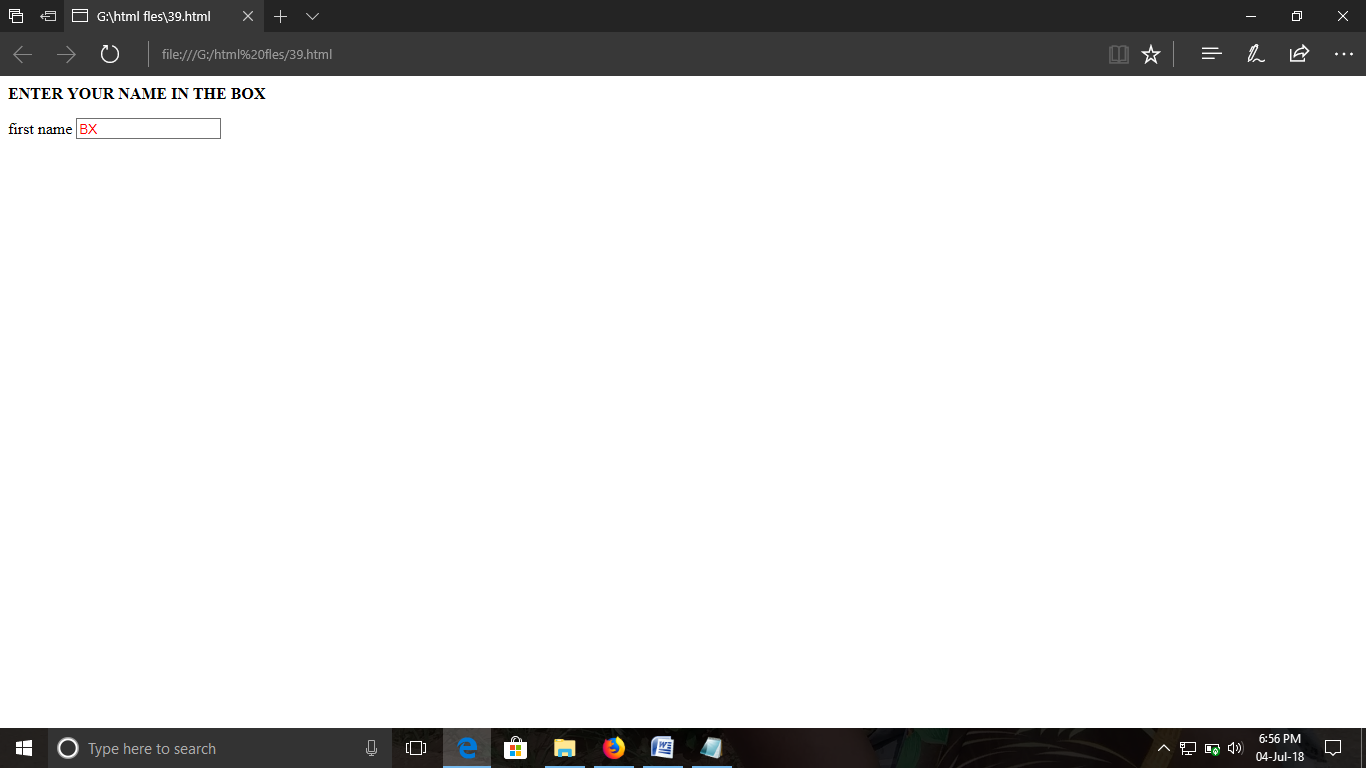 G:\html fles\39.html
file:///G:/html%20fles/39.html
ENTER YOUR NAME IN THE BOX
first name BX
Type here to search
6:56 PM
04-Jul-18